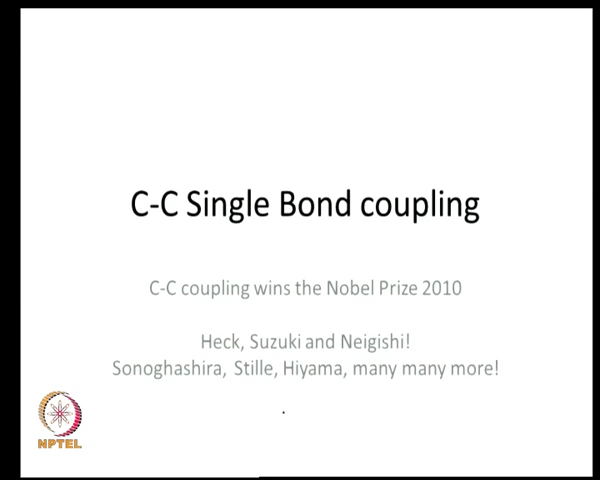 C-C Single Bond coupling
C-C coupling wins the Nobel Prize 2010
Heck, Suzuki and Neigishi!
Sonoghashira, Stille, Hiyama, many many more!
.
NPTEL